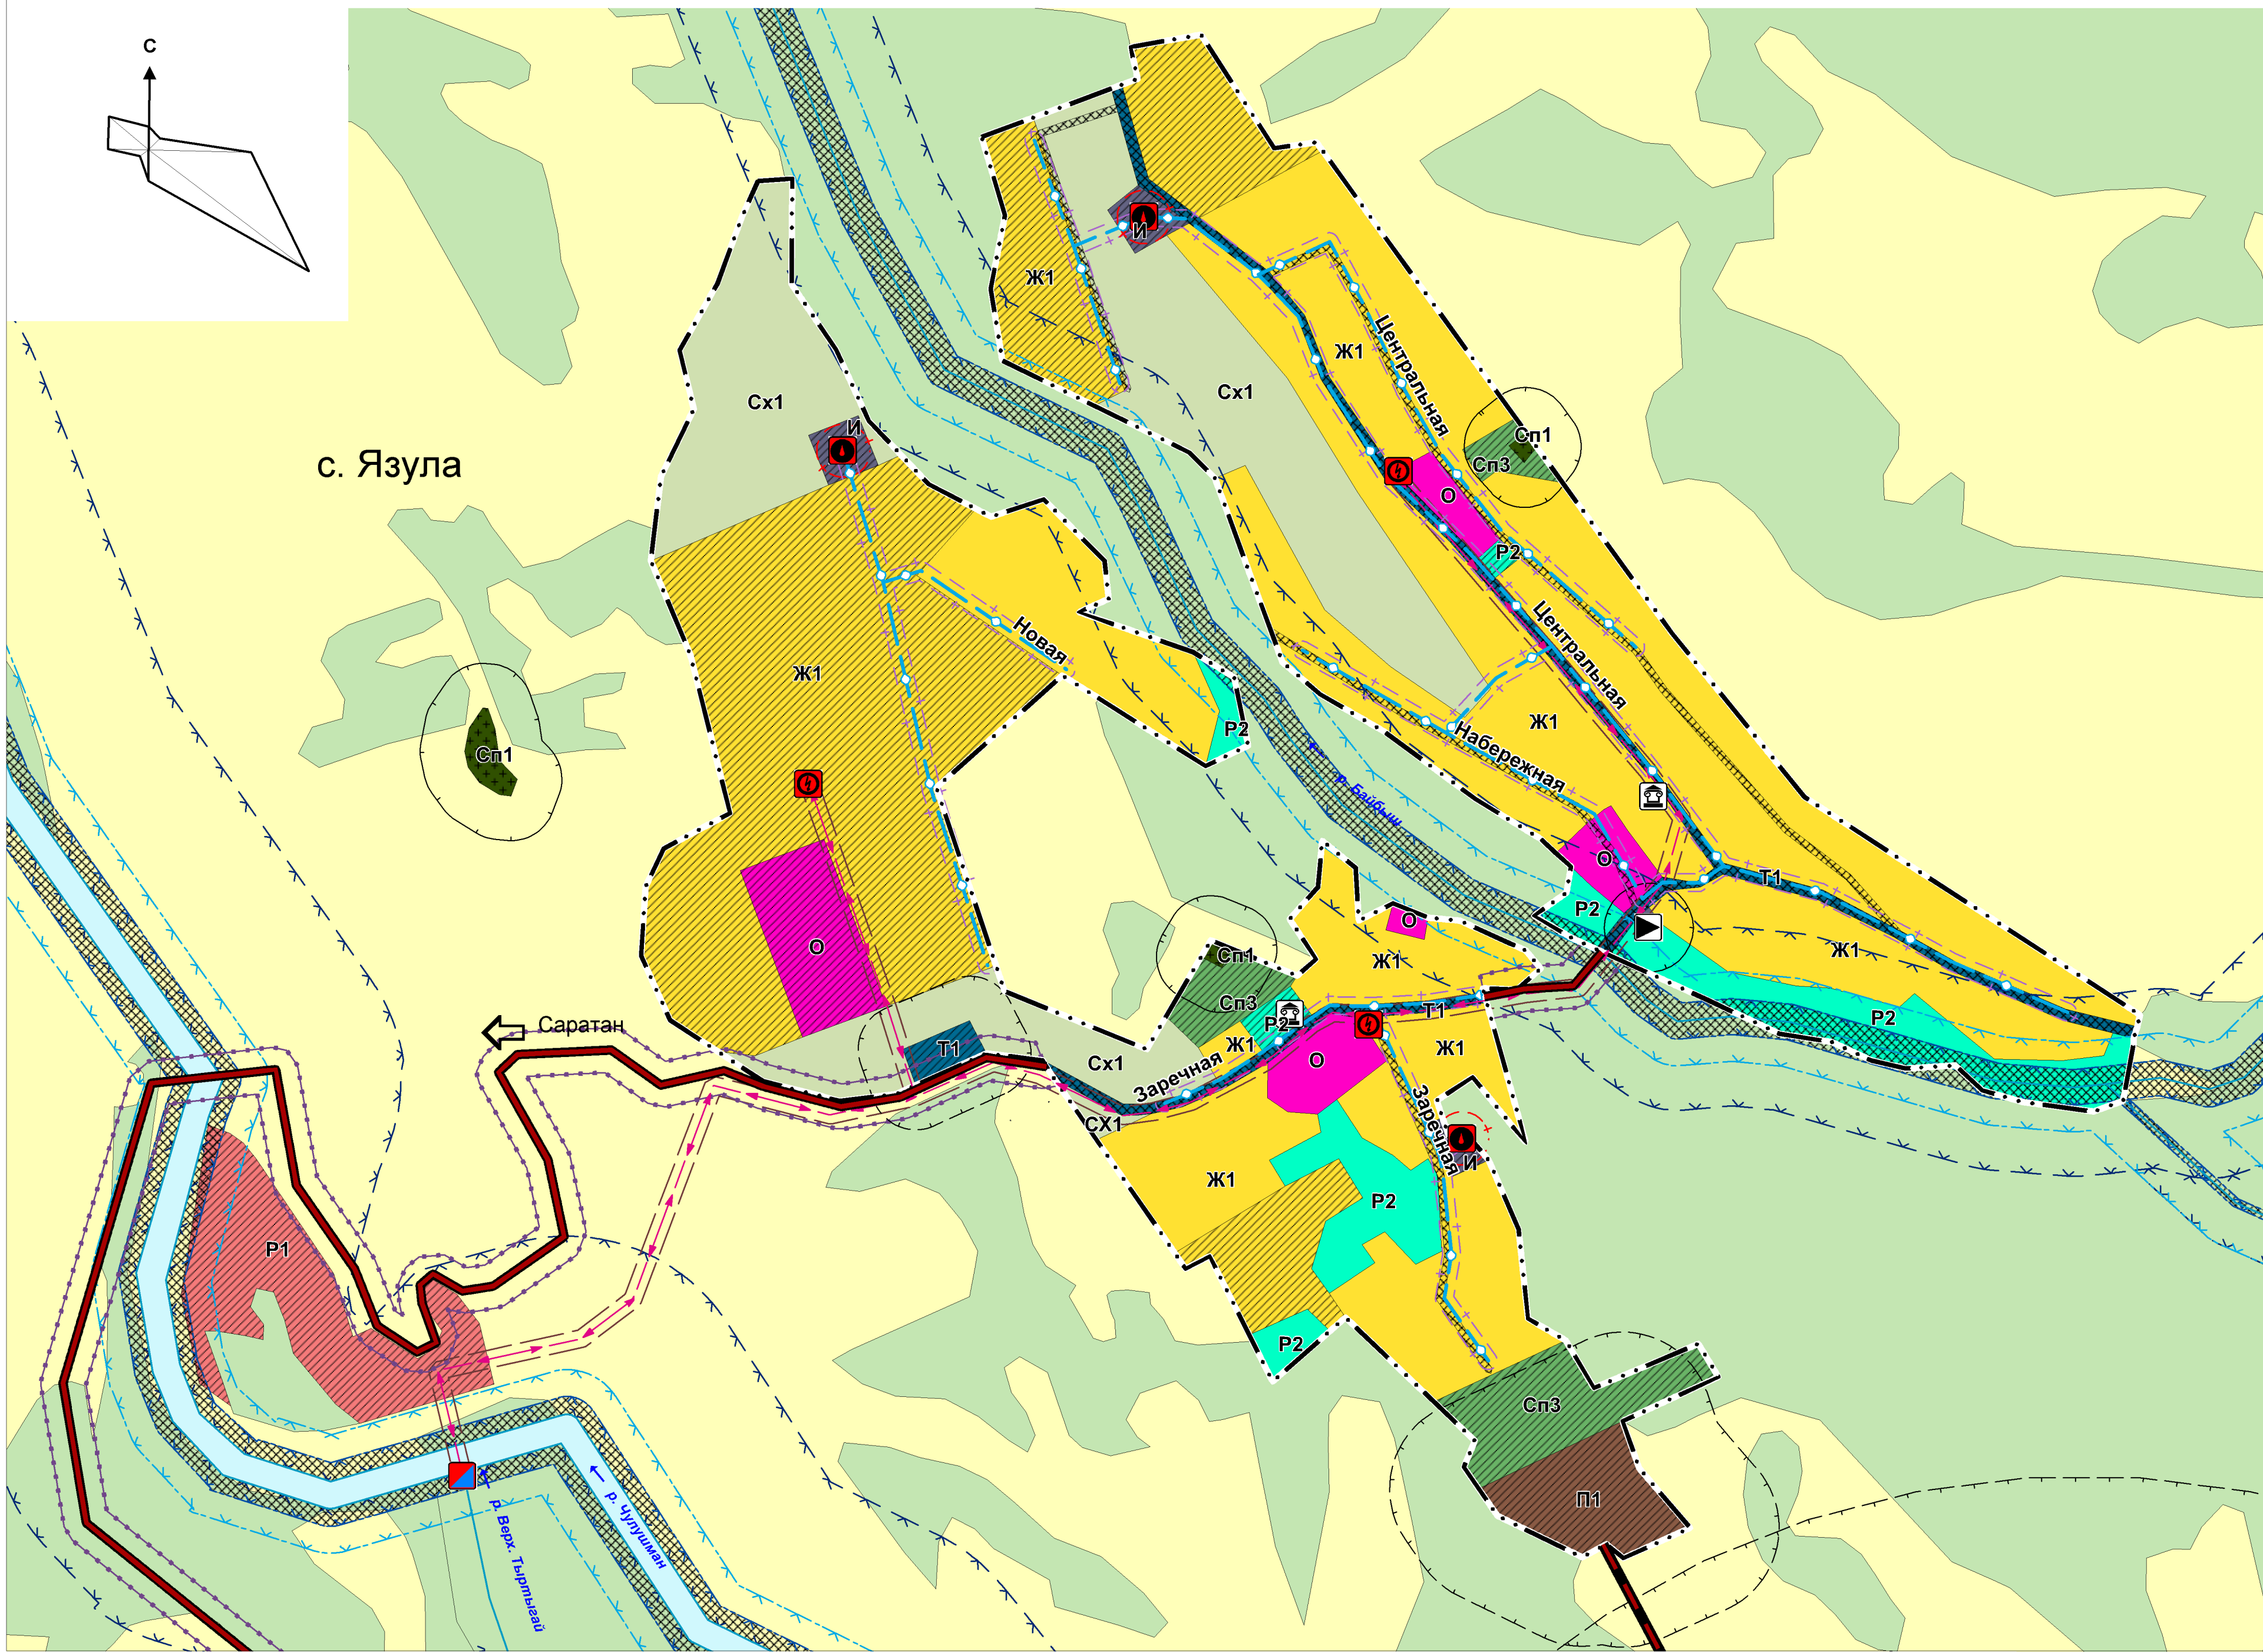 С
И
Ж1
Центральная
Ж1
Сх1
Сх1
И
Сп1
Сп3
с. Язула
О
Р2
Новая
Центральная
Ж1
Р2
Ж1
Набережная
Сп1
р. Байбыш
О
Т1
Р2
О
О
Сп1
Ж1
Ж1
Сп3
Т1
Р2
Р2
Саратан
Т1
Ж1
Ж1
Сх1
Заречная
О
СХ1
Заречная
И
Ж1
Р2
Р1
Р2
Сп3
П1
р. Верх. Тыртыгай
р. Чулушман